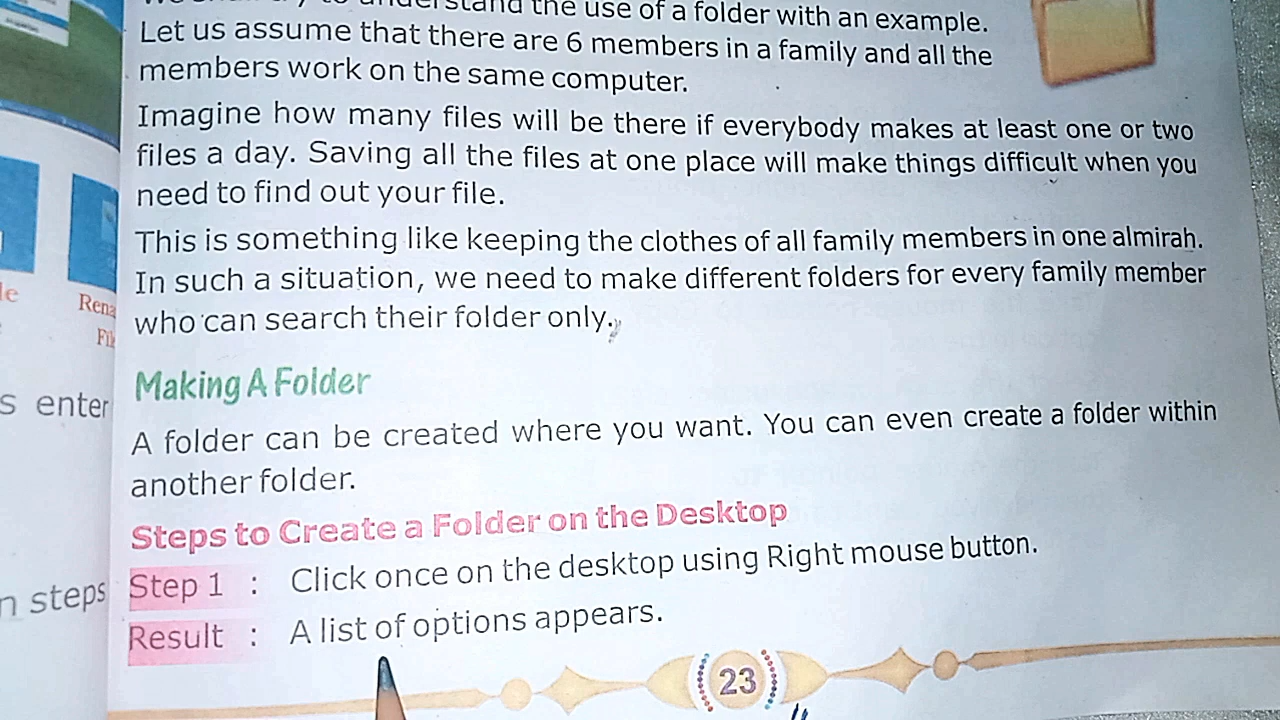 understand the use of a folder with an example.
Let us assume that there are 6 members in a family and all the
members work on the same computer.
Imagine how many files will be there if everybody makes at least one or two
files a day. Saving all the files at one place will make things difficult when you
need to find out your file.
This is something like keeping the clothes of all family members in one almirah.
In such a situation, we need to make different folders for every family member
who can search their folder only.
Making A Folder
A folder can be created where you want. You can even create a folder within
another folder.
Steps to Create a Folder on the Desktop
Step 1 : Click once on the desktop using Right mouse button.
Result : A list of options appears.
23
enter
steps